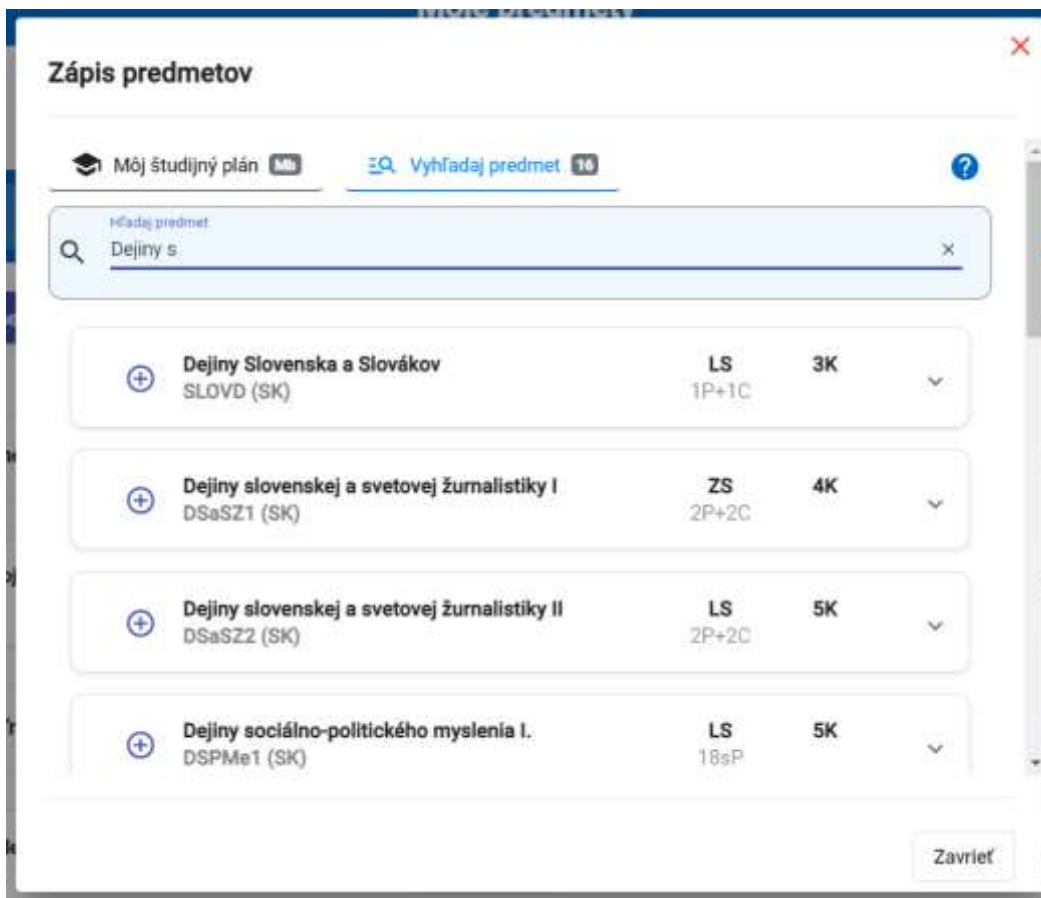 Moje predmety
Zápis predmetov
Môj študijný plán
Vyhľadaj predmet 16
Hľadaj predmet
Dejiny s
Dejiny Slovenska a Slovákov LS 3K
SLOVD (SK) 1P+1C
Dejiny slovenskej a svetovej žurnalistiky I ZS 4K
DSaSZ1 (SK) 2P+2C
Dejiny slovenskej a svetovej žurnalistiky II LS 5K
DSaSZ2 (SK) 2P+2C
Dejiny sociálno-politického myslenia I. LS 5K
DSPMe1 (SK) 18sP
Zavrieť